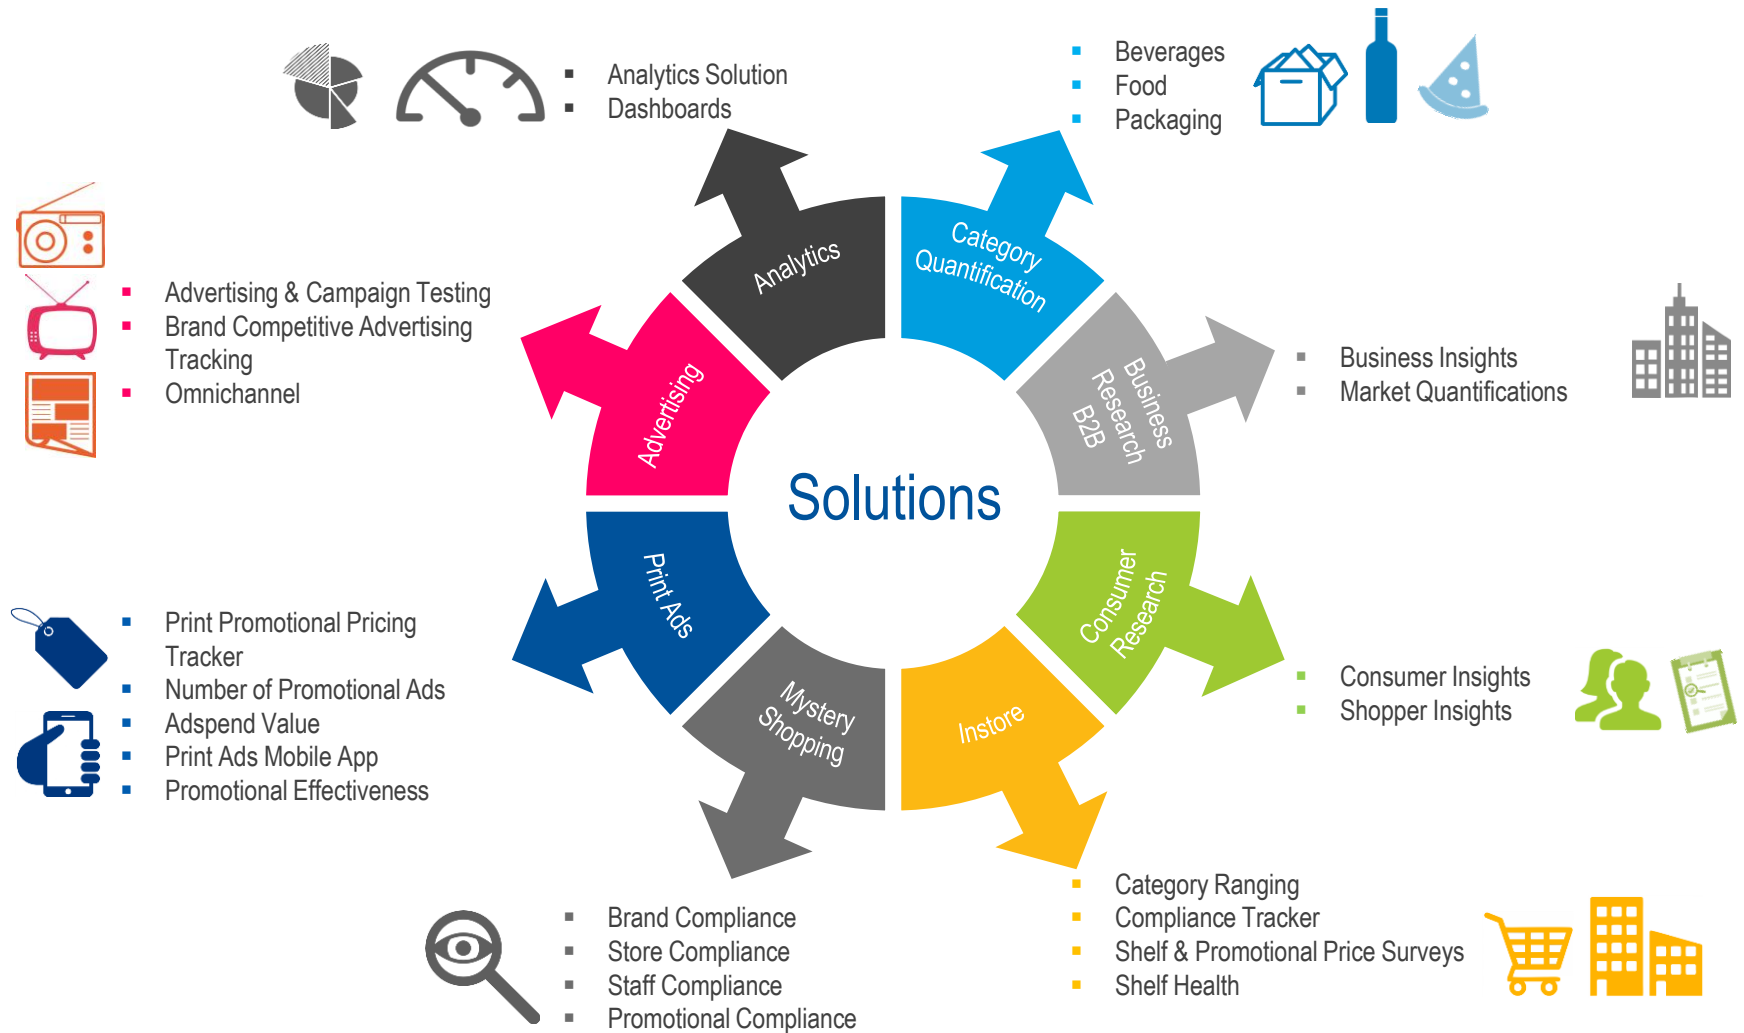 Analytics Solution
Dashboards
Beverages
Food
Packaging
Advertising & Campaign Testing
Brand Competitive Advertising
Tracking
Omnichannel
Business Insights
Market Quantifications
Analytics
Category
Quantification
Advertising
Business
Research
B2B
Solutions
Print Ads
Consumer
Research
Mystery
Shopping
Instore
Print Promotional Pricing
Tracker
Number of Promotional Ads
Adspend Value
Print Ads Mobile App
Promotional Effectiveness
Consumer Insights
Shopper Insights
Brand Compliance
Store Compliance
Staff Compliance
Promotional Compliance
Category Ranging
Compliance Tracker
Shelf & Promotional Price Surveys
Shelf Health